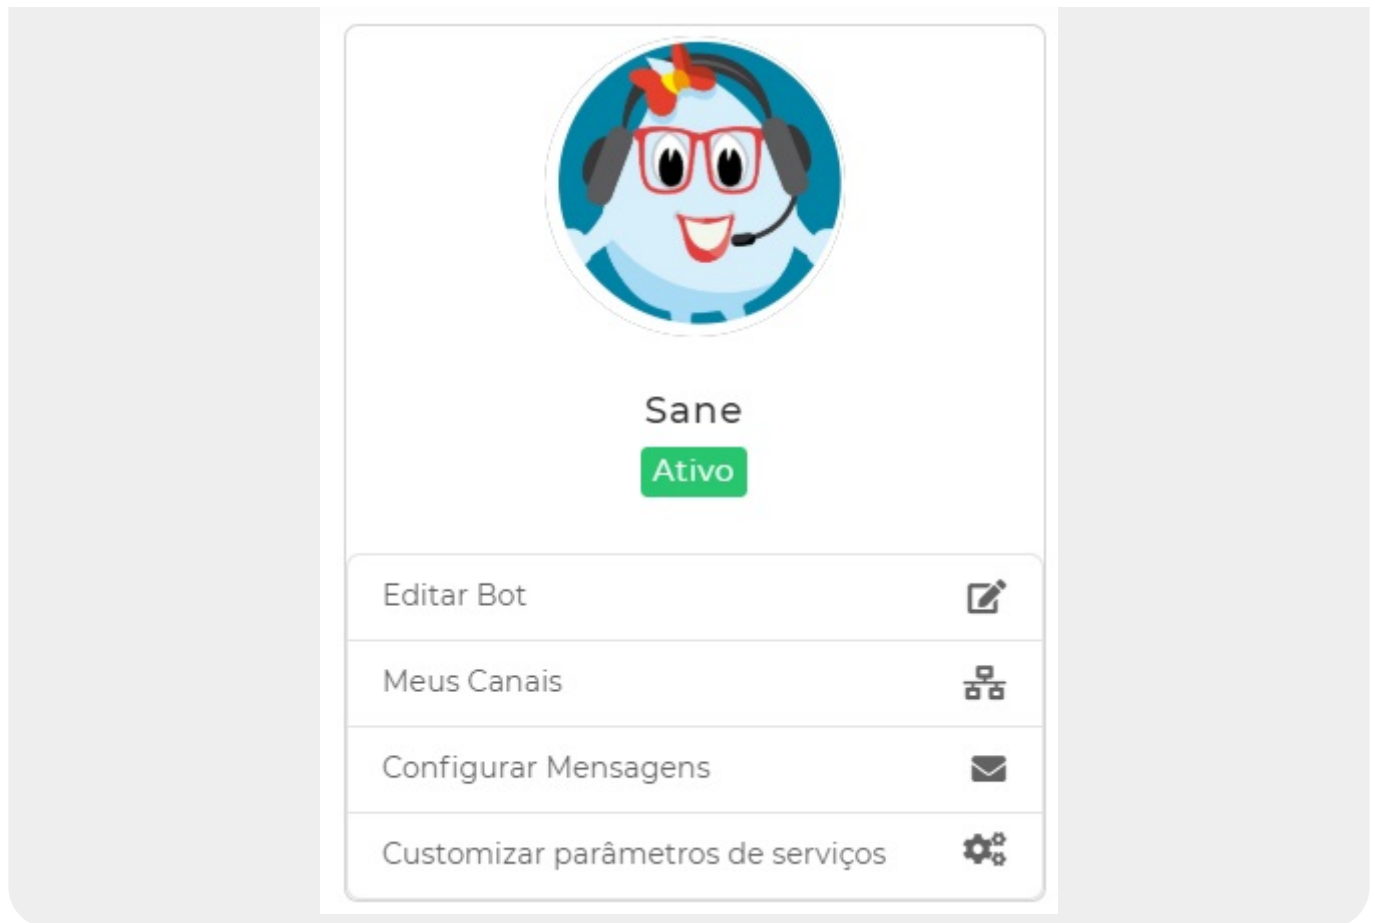 Sane
Ativo
Editar Bot
Meus Canais
Configurar Mensagens
Customizar parâmetros de serviços